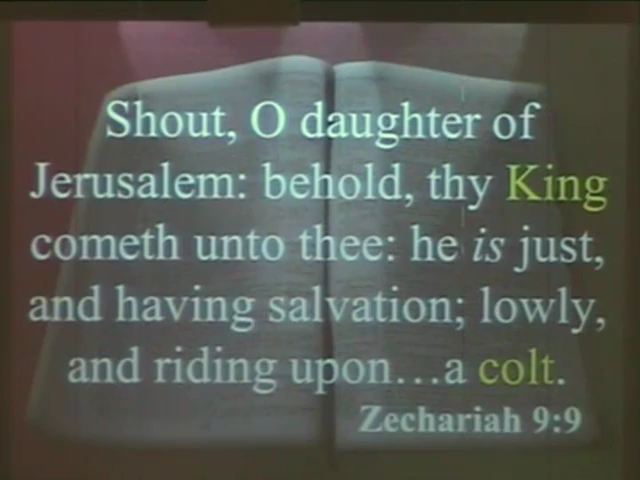 Shout, O daughter of
Jerusalem: behold, thy King
cometh unto thee: he is just,
and having salvation; lowly,
and riding upon…a colt.
Zechariah 9:9